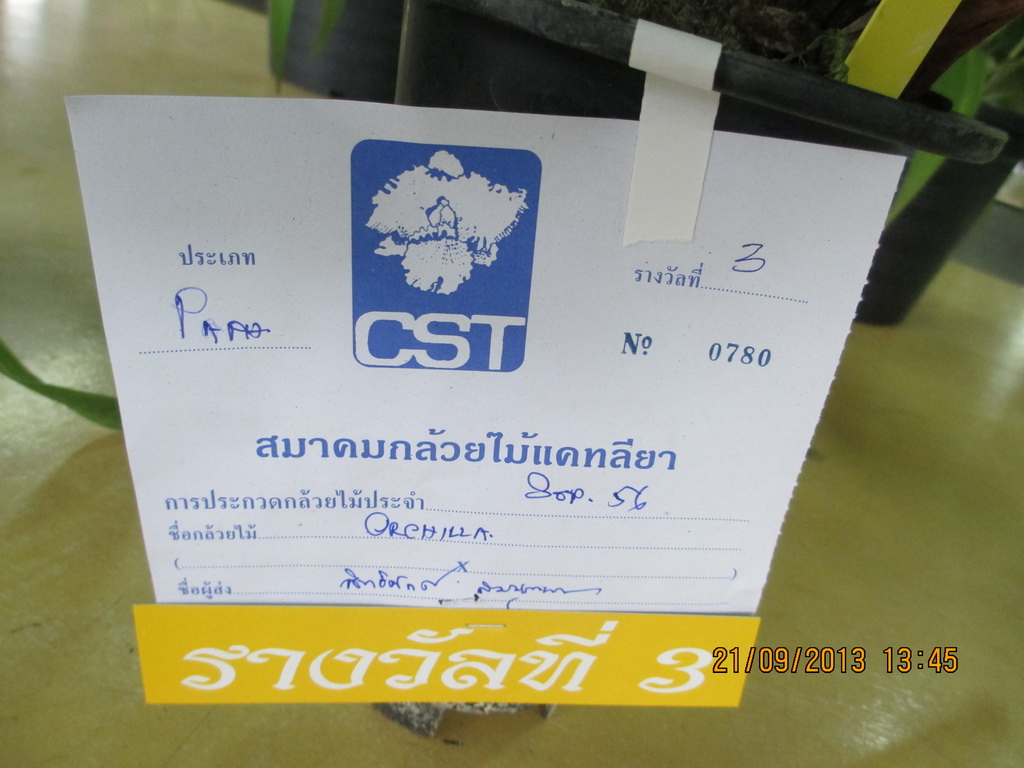 CST
ประเภท
รางวัลที่ 3
Paph
Nº 0780
สมาคมกล้วยไม้แคทลียา
การประกวดกล้วยไม้ประจำ Sep. 56
ชื่อกล้วยไม้ ORCHILLA.
( x )
ชื่อผู้ส่ง
รางวัลที่ 3
21/09/2013 13:45